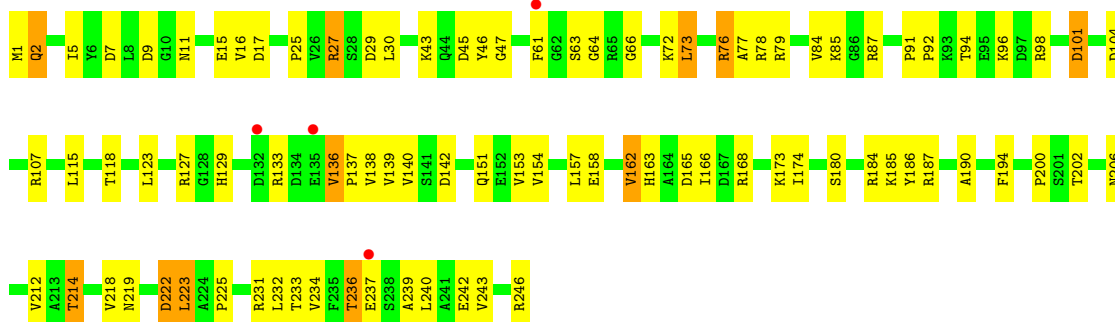 M1 Q2 I5 Y6 D7 L8 D9 G10 N11 E15 V16 D17 P25 V26 R27 S28 D29 L30 K43 Q44 D45 Y46 G47 F61 G62 S63 G64 R65 G66 K72 L73 R76 A77 R78 R79 V84 K85 G86 R87 P91 P92 K93 T94 E95 K96 D97 R98 D101
R107 L115 T118 L123 R127 G128 H129 D132 R133 D134 E135 V136 P137 V138 V139 V140 S141 D142 Q151 E152 V153 V154 L157 E158 V162 H163 A164 D165 I166 D167 R168 K173 I174 S180 R184 K185 Y186 R187 A190 F194 P200 S201 T202
V212 A213 T214 V218 N219 D222 L223 A224 P225 R231 L232 T233 V234 F235 T236 E237 S238 A239 L240 A241 E242 V243 R246